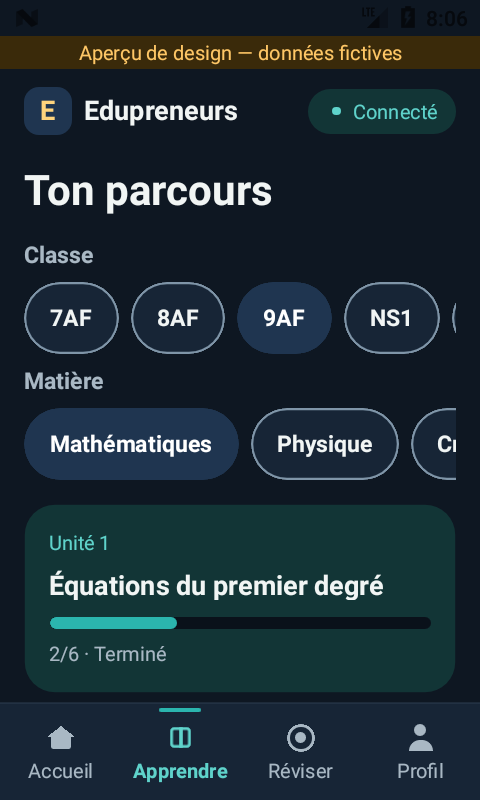 LTE 8:06
Aperçu de design — données fictives
E Edupreneurs Connecté
Ton parcours
Classe
7AF 8AF 9AF NS1
Matière
Mathématiques Physique
Unité 1
Équations du premier degré
2/6 · Terminé
Accueil Apprendre Réviser Profil